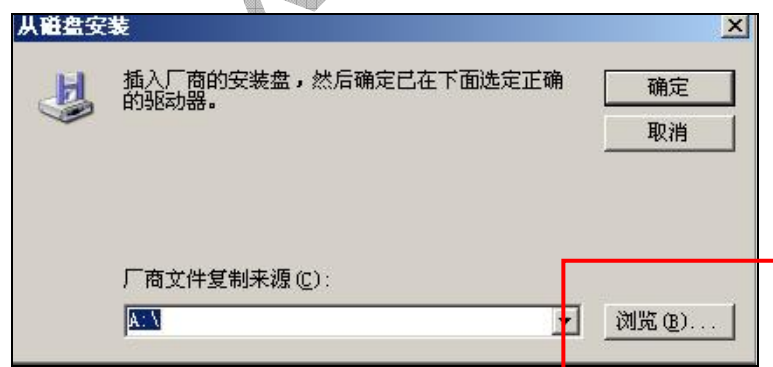 从磁盘安装
插入厂商的安装盘，然后确定已在下面选定正确
的驱动器。
确定
取消
厂商文件复制来源(C):
A:\
浏览(B)...